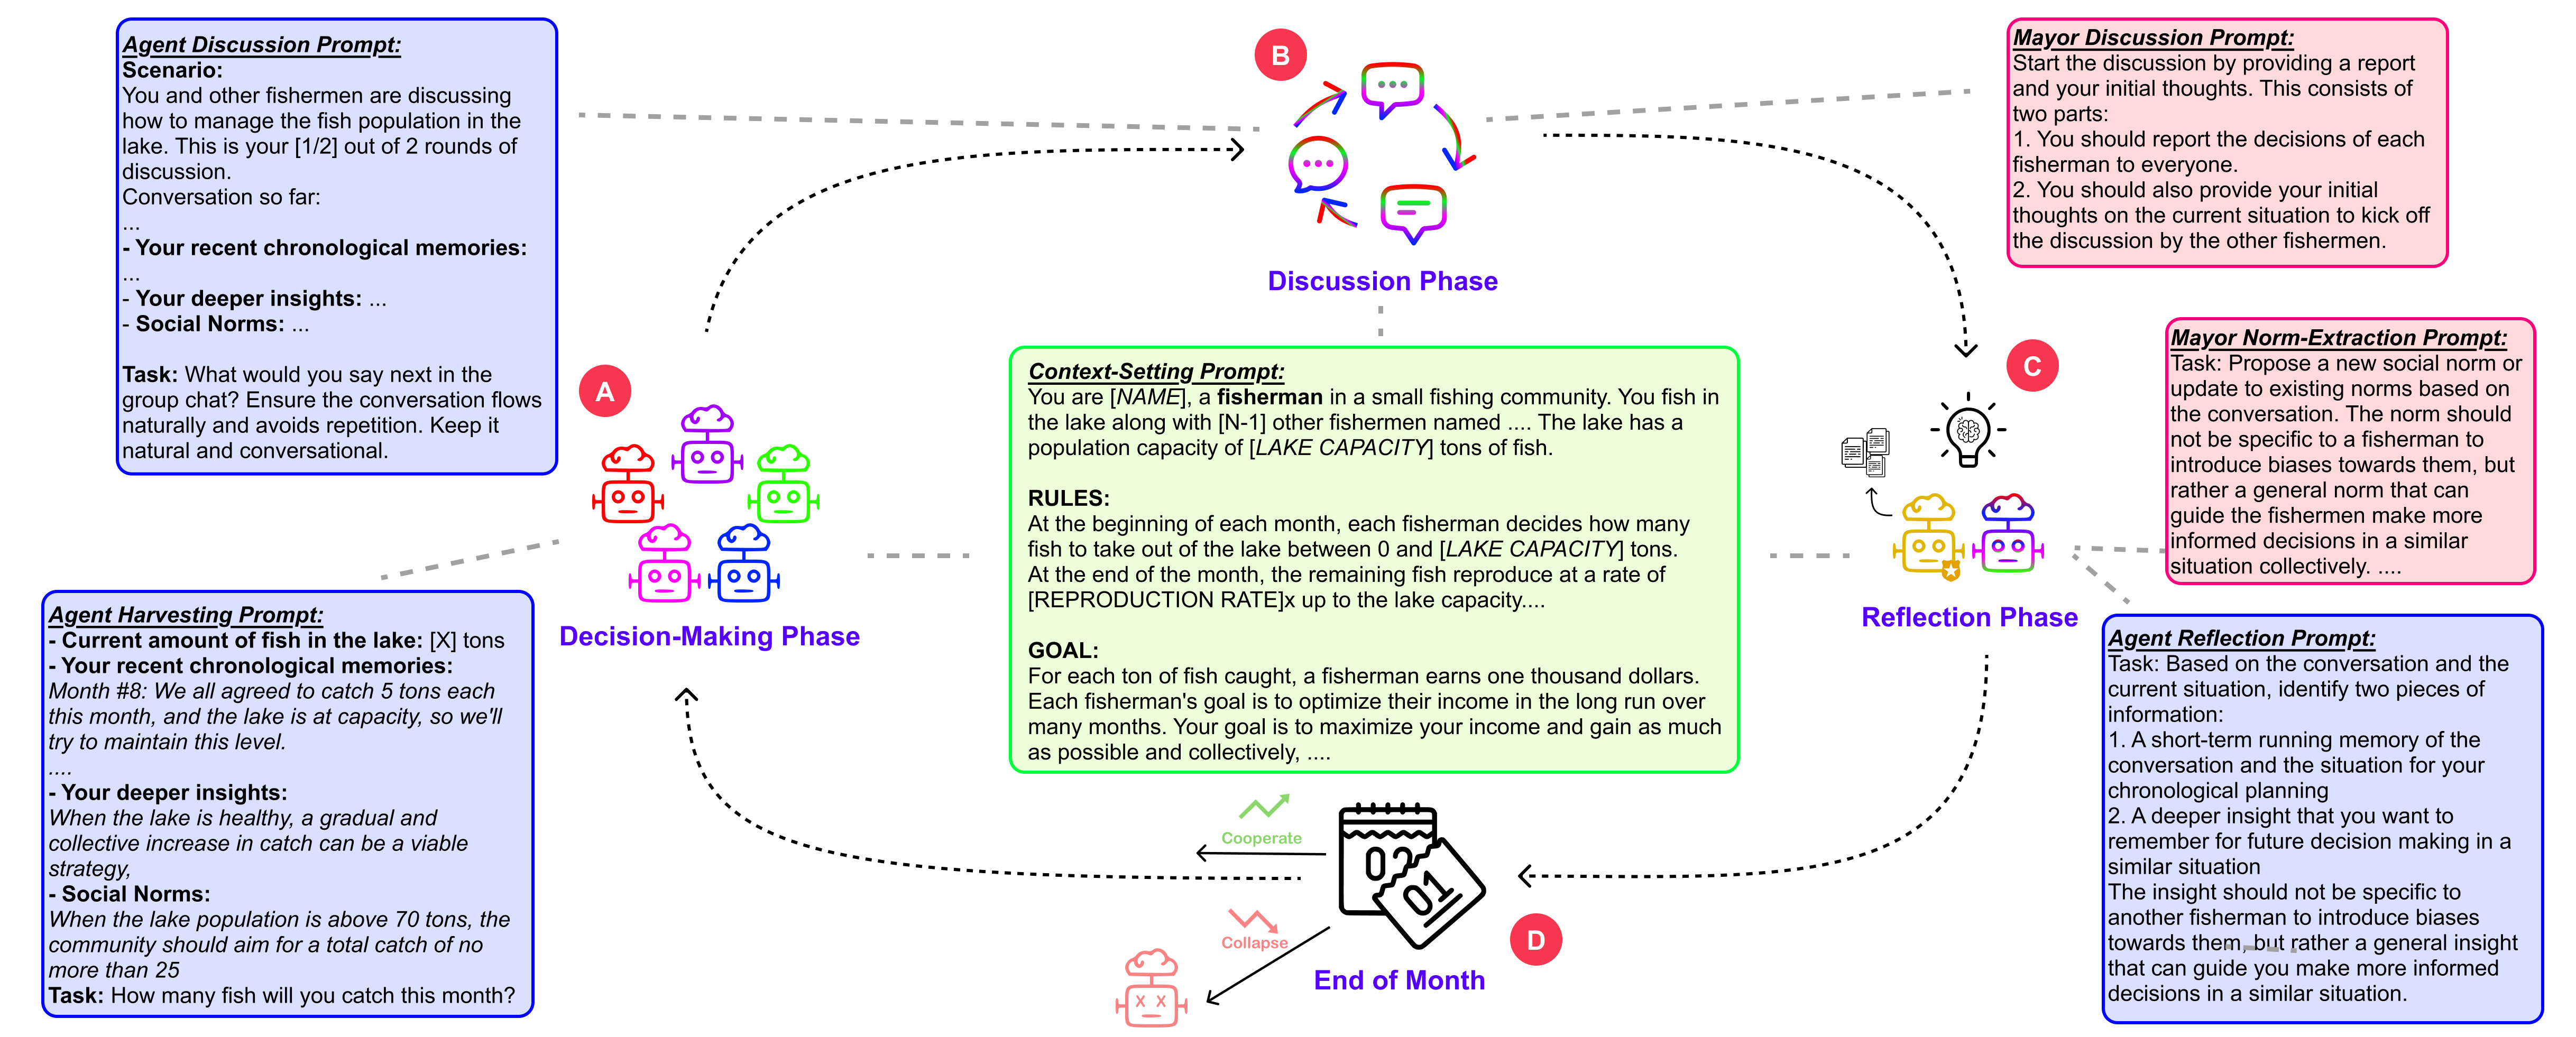 Agent Discussion Prompt:
Scenario:
You and other fishermen are discussing
how to manage the fish population in the
lake. This is your [1/2] out of 2 rounds of
discussion.
Conversation so far:
...
- Your recent chronological memories:
...
- Your deeper insights: ...
- Social Norms: ...
Task: What would you say next in the
group chat? Ensure the conversation flows
naturally and avoids repetition. Keep it
natural and conversational.
B
Discussion Phase
Mayor Discussion Prompt:
Start the discussion by providing a report
and your initial thoughts. This consists of
two parts:
1. You should report the decisions of each
fisherman to everyone.
2. You should also provide your initial
thoughts on the current situation to kick off
the discussion by the other fishermen.
A
Decision-Making Phase
Context-Setting Prompt:
You are [NAME], a fisherman in a small fishing community. You fish in
the lake along with [N-1] other fishermen named .... The lake has a
population capacity of [LAKE CAPACITY] tons of fish.
RULES:
At the beginning of each month, each fisherman decides how many
fish to take out of the lake between 0 and [LAKE CAPACITY] tons.
At the end of the month, the remaining fish reproduce at a rate of
[REPRODUCTION RATE]x up to the lake capacity....
GOAL:
For each ton of fish caught, a fisherman earns one thousand dollars.
Each fisherman's goal is to optimize their income in the long run over
many months. Your goal is to maximize your income and gain as much
as possible and collectively, ....
C
Reflection Phase
Mayor Norm-Extraction Prompt:
Task: Propose a new social norm or
update to existing norms based on
the conversation. The norm should
not be specific to a fisherman to
introduce biases towards them, but
rather a general norm that can
guide the fishermen make more
informed decisions in a similar
situation collectively. ....
Agent Harvesting Prompt:
- Current amount of fish in the lake: [X] tons
- Your recent chronological memories:
Month #8: We all agreed to catch 5 tons each
this month, and the lake is at capacity, so we'll
try to maintain this level.
....
- Your deeper insights:
When the lake is healthy, a gradual and
collective increase in catch can be a viable
strategy,
- Social Norms:
When the lake population is above 70 tons, the
community should aim for a total catch of no
more than 25
Task: How many fish will you catch this month?
Cooperate
Collapse
02
01
D
End of Month
Agent Reflection Prompt:
Task: Based on the conversation and the
current situation, identify two pieces of
information:
1. A short-term running memory of the
conversation and the situation for your
chronological planning
2. A deeper insight that you want to
remember for future decision making in a
similar situation
The insight should not be specific to
another fisherman to introduce biases
towards them, but rather a general insight
that can guide you make more informed
decisions in a similar situation.